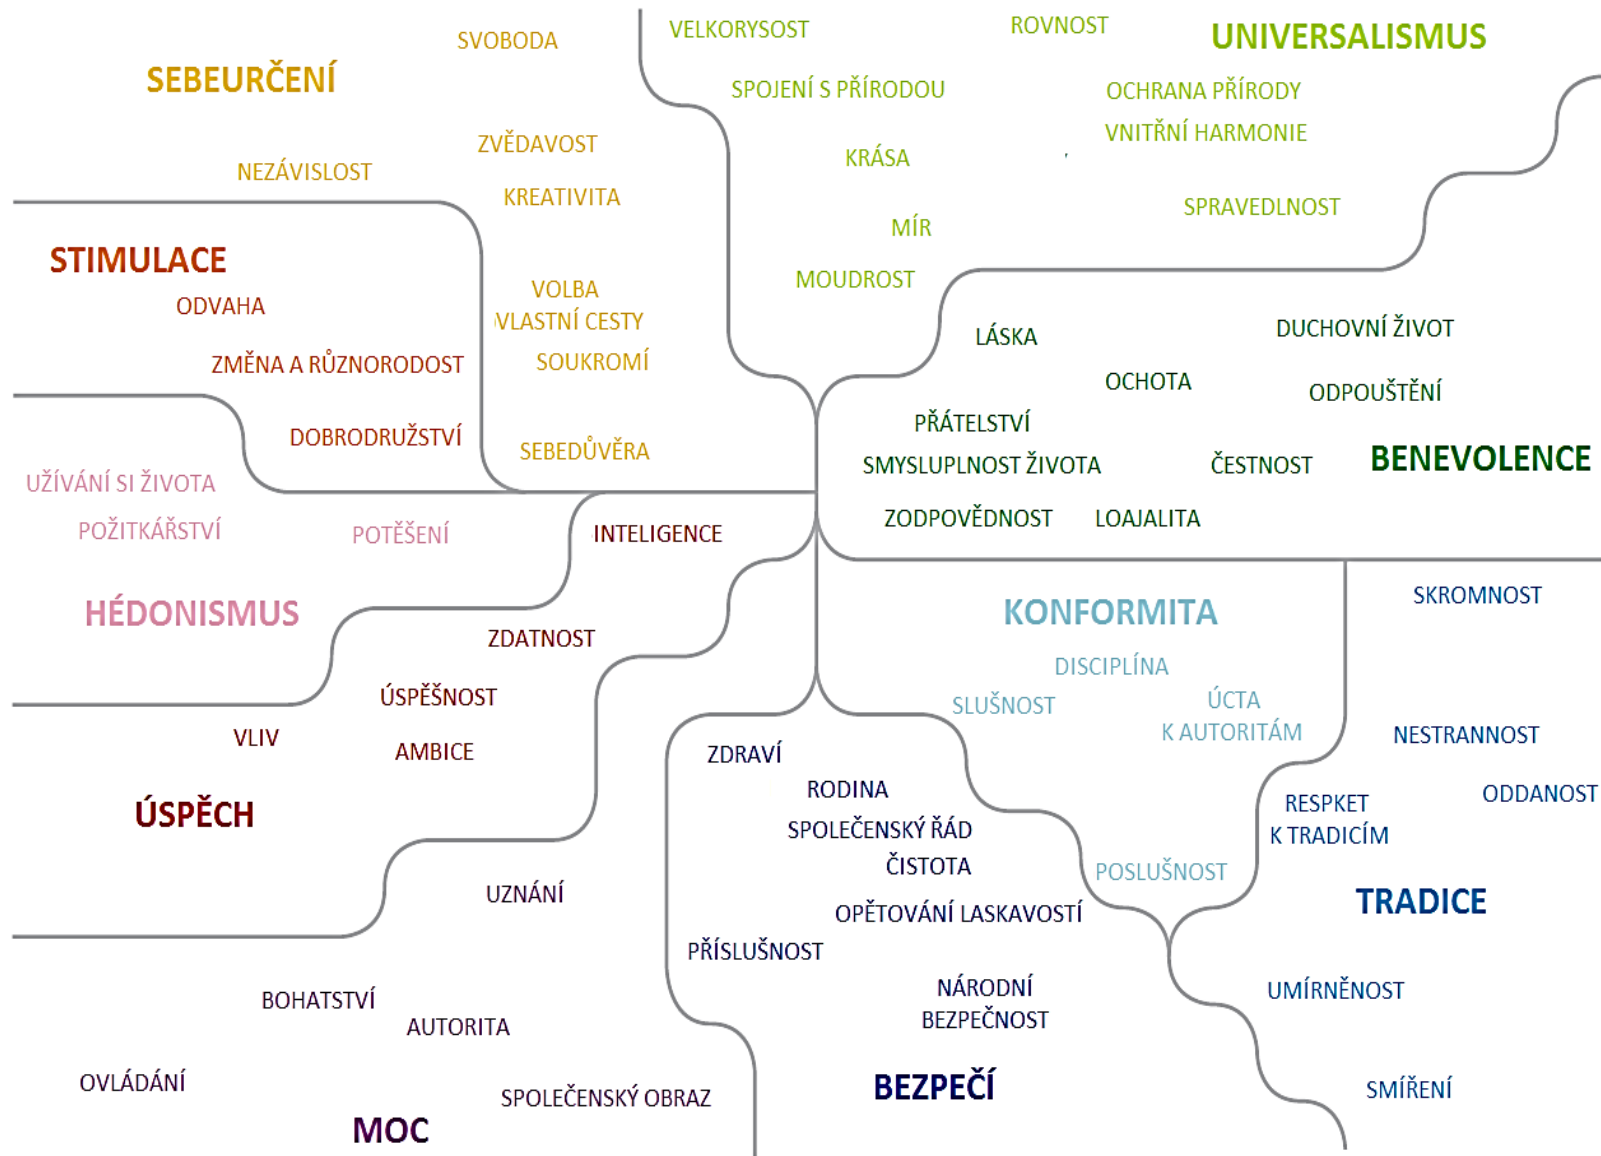 SEBEURČENÍ
SVOBODA
ZVĚDAVOST
NEZÁVISLOST
KREATIVITA
VOLBA
VLASTNÍ CESTY
SOUKROMÍ
SEBEDŮVĚRA
VELKORYSOST
ROVNOST
UNIVERSALISMUS
SPOJENÍ S PŘÍRODOU
OCHRANA PŘÍRODY
VNITŘNÍ HARMONIE
KRÁSA
SPRAVEDLNOST
MÍR
MOUDROST
STIMULACE
ODVAHA
ZMĚNA A RŮZNORODOST
DOBRODRUŽSTVÍ
LÁSKA
DUCHOVNÍ ŽIVOT
OCHOTA
ODPOUŠTĚNÍ
PŘÁTELSTVÍ
SMYSLUPLNOST ŽIVOTA
ČESTNOST
BENEVOLENCE
ZODPOVĚDNOST
LOAJALITA
UŽÍVÁNÍ SI ŽIVOTA
POŽITKÁŘSTVÍ
POTĚŠENÍ
HÉDONISMUS
INTELIGENCE
ZDATNOST
ÚSPĚŠNOST
VLIV
AMBICE
ÚSPĚCH
KONFORMITA
DISCIPLÍNA
SLUŠNOST
ÚCTA
K AUTORITÁM
POSLUŠNOST
SKROMNOST
NESTRANNOST
ODDANOST
RESPKET
K TRADICÍM
TRADICE
UMÍRNĚNOST
SMÍŘENÍ
ZDRAVÍ
RODINA
SPOLEČENSKÝ ŘÁD
ČISTOTA
OPĚTOVÁNÍ LASKAVOSTÍ
PŘÍSLUŠNOST
NÁRODNÍ
BEZPEČNOST
BEZPEČÍ
UZNÁNÍ
BOHATSTVÍ
AUTORITA
OVLÁDÁNÍ
SPOLEČENSKÝ OBRAZ
MOC